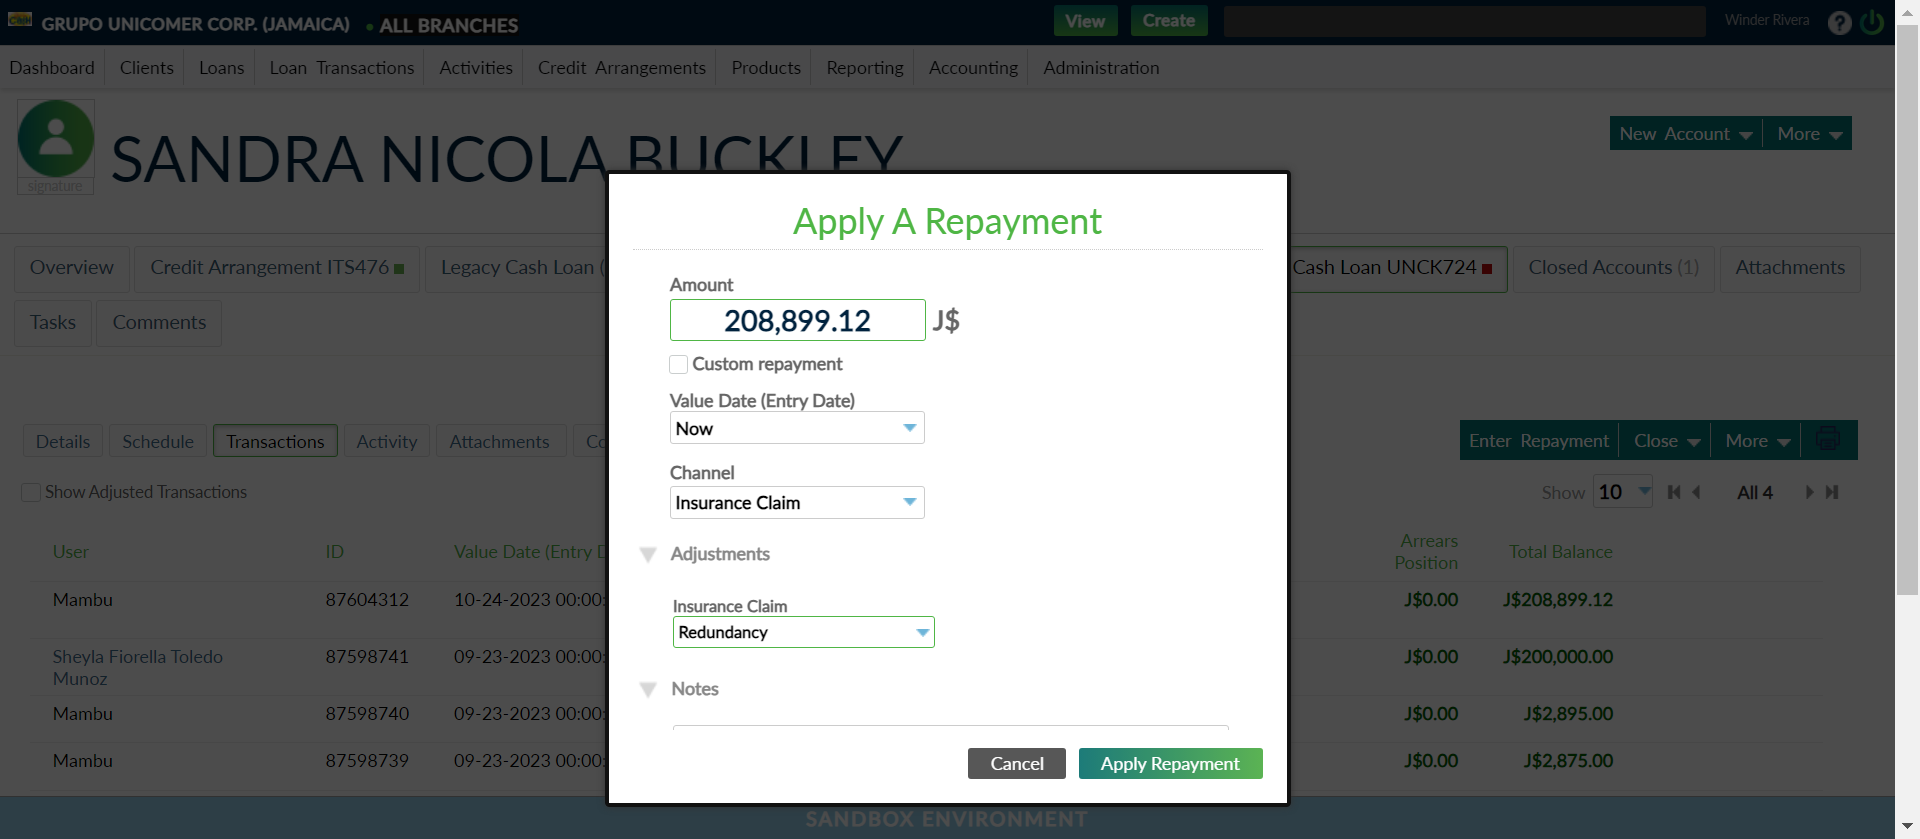 GRUPO UNICOMER CORP. (JAMAICA) • ALL BRANCHES
View Create
Winder Rivera ?
Dashboard Clients Loans Loan Transactions Activities Credit Arrangements Products Reporting Accounting Administration
signature
SANDRA NICOLA BUCKLEY
New Account More
Overview Credit Arrangement ITS476 Legacy Cash Loan ( Cash Loan UNCK724 Closed Accounts (1) Attachments
Tasks Comments
Details Schedule Transactions Activity Attachments Co
Enter Repayment Close More
Show Adjusted Transactions
Show 10 All 4
User ID Value Date (Entry D Arrears Position Total Balance
Mambu 87604312 10-24-2023 00:00: J$0.00 J$208,899.12
Sheyla Fiorella Toledo 87598741 09-23-2023 00:00: J$0.00 J$200,000.00
Munoz
Mambu 87598740 09-23-2023 00:00: J$0.00 J$2,895.00
Mambu 87598739 09-23-2023 00:00: J$0.00 J$2,875.00
Apply A Repayment
Amount
208,899.12 J$
Custom repayment
Value Date (Entry Date)
Now
Channel
Insurance Claim
Adjustments
Insurance Claim
Redundancy
Notes
Cancel Apply Repayment
SANDBOX ENVIRONMENT